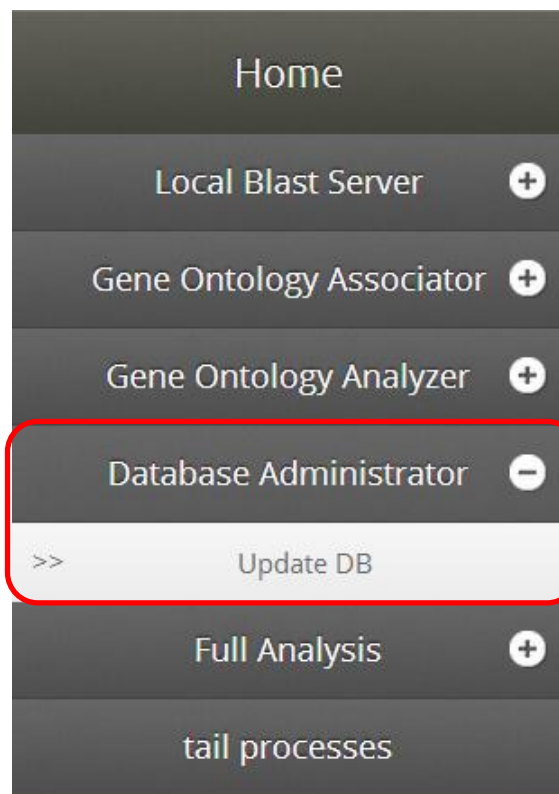 Home
Local Blast Server
Gene Ontology Associator
Gene Ontology Analyzer
Database Administrator
>> Update DB
Full Analysis
tail processes